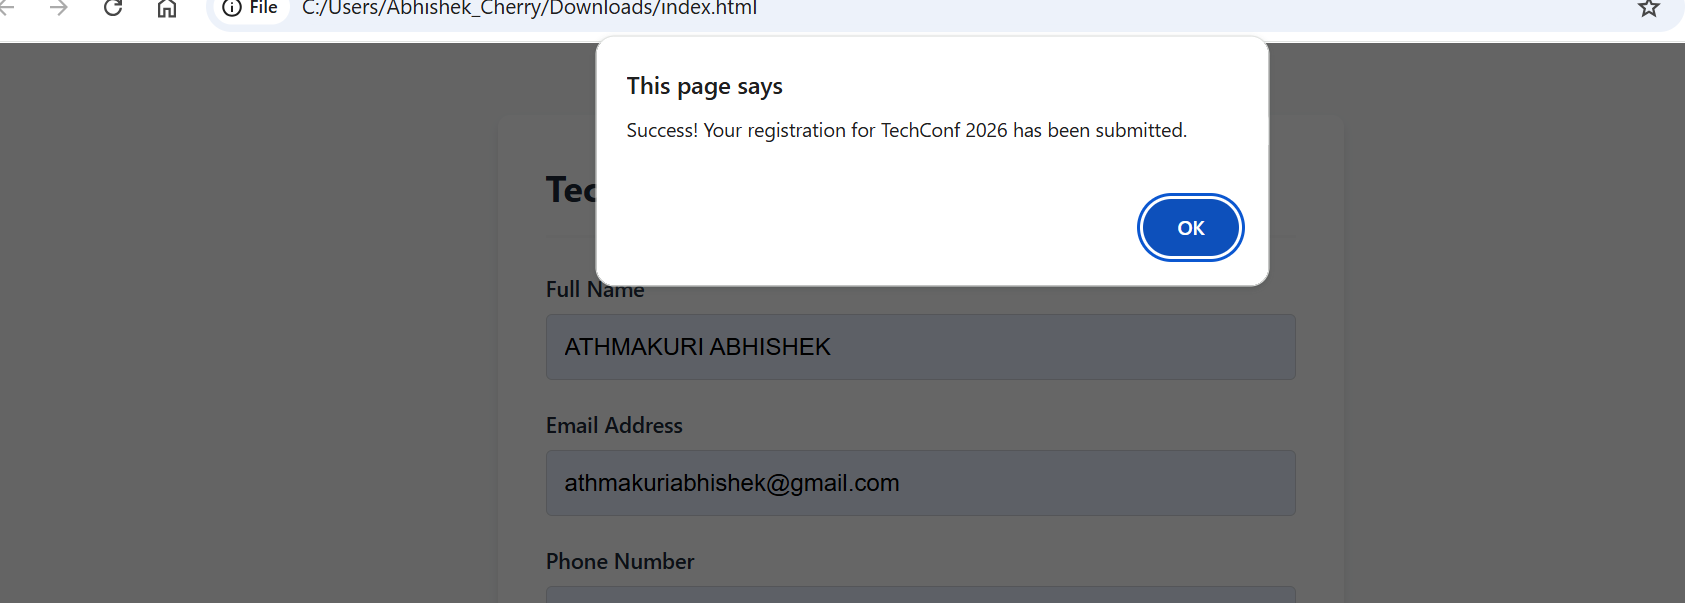 File C:/Users/Abhishek_Cherry/Downloads/index.html
This page says
Success! Your registration for TechConf 2026 has been submitted.
OK
Tec
Full Name
ATHMAKURI ABHISHEK
Email Address
athmakuriabhishek@gmail.com
Phone Number